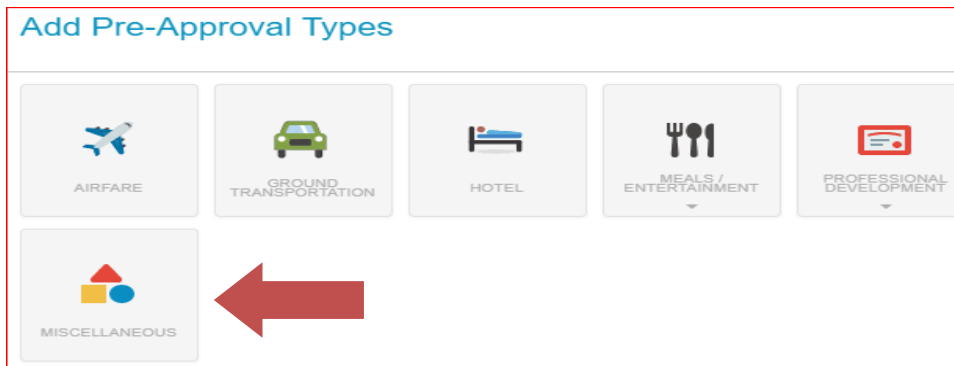 Add Pre-Approval Types
AIRFARE
GROUND
TRANSPORTATION
HOTEL
MEALS /
ENTERTAINMENT
PROFESSIONAL
DEVELOPMENT
MISCELLANEOUS